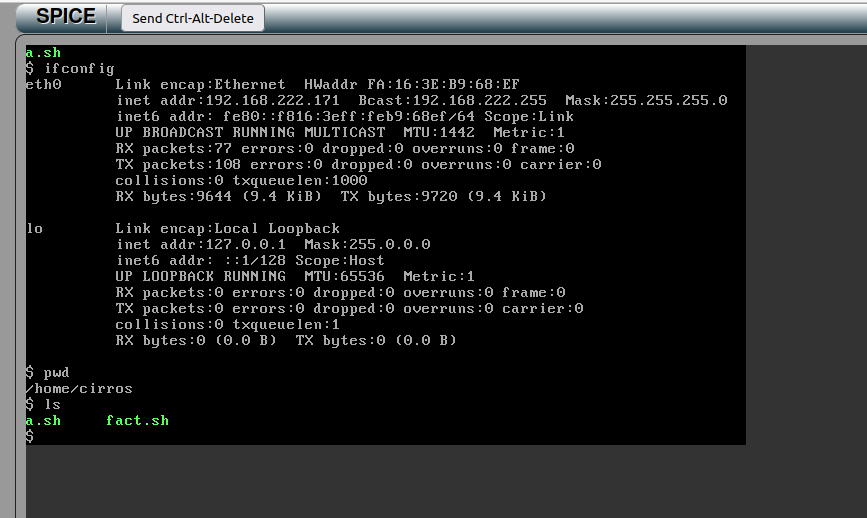 SPICE Send Ctrl-Alt-Delete
a.sh
$ ifconfig
eth0      Link encap:Ethernet  HWaddr FA:16:3E:B9:68:EF
          inet addr:192.168.222.171  Bcast:192.168.222.255  Mask:255.255.255.0
          inet6 addr: fe80::f816:3eff:feb9:68ef/64 Scope:Link
          UP BROADCAST RUNNING MULTICAST  MTU:1442  Metric:1
          RX packets:77 errors:0 dropped:0 overruns:0 frame:0
          TX packets:108 errors:0 dropped:0 overruns:0 carrier:0
          collisions:0 txqueuelen:1000
          RX bytes:9644 (9.4 KiB)  TX bytes:9720 (9.4 KiB)
lo        Link encap:Local Loopback
          inet addr:127.0.0.1  Mask:255.0.0.0
          inet6 addr: ::1/128 Scope:Host
          UP LOOPBACK RUNNING  MTU:65536  Metric:1
          RX packets:0 errors:0 dropped:0 overruns:0 frame:0
          TX packets:0 errors:0 dropped:0 overruns:0 carrier:0
          collisions:0 txqueuelen:1
          RX bytes:0 (0.0 B)  TX bytes:0 (0.0 B)
$ pwd
/home/cirros
$ ls
a.sh     fact.sh
$